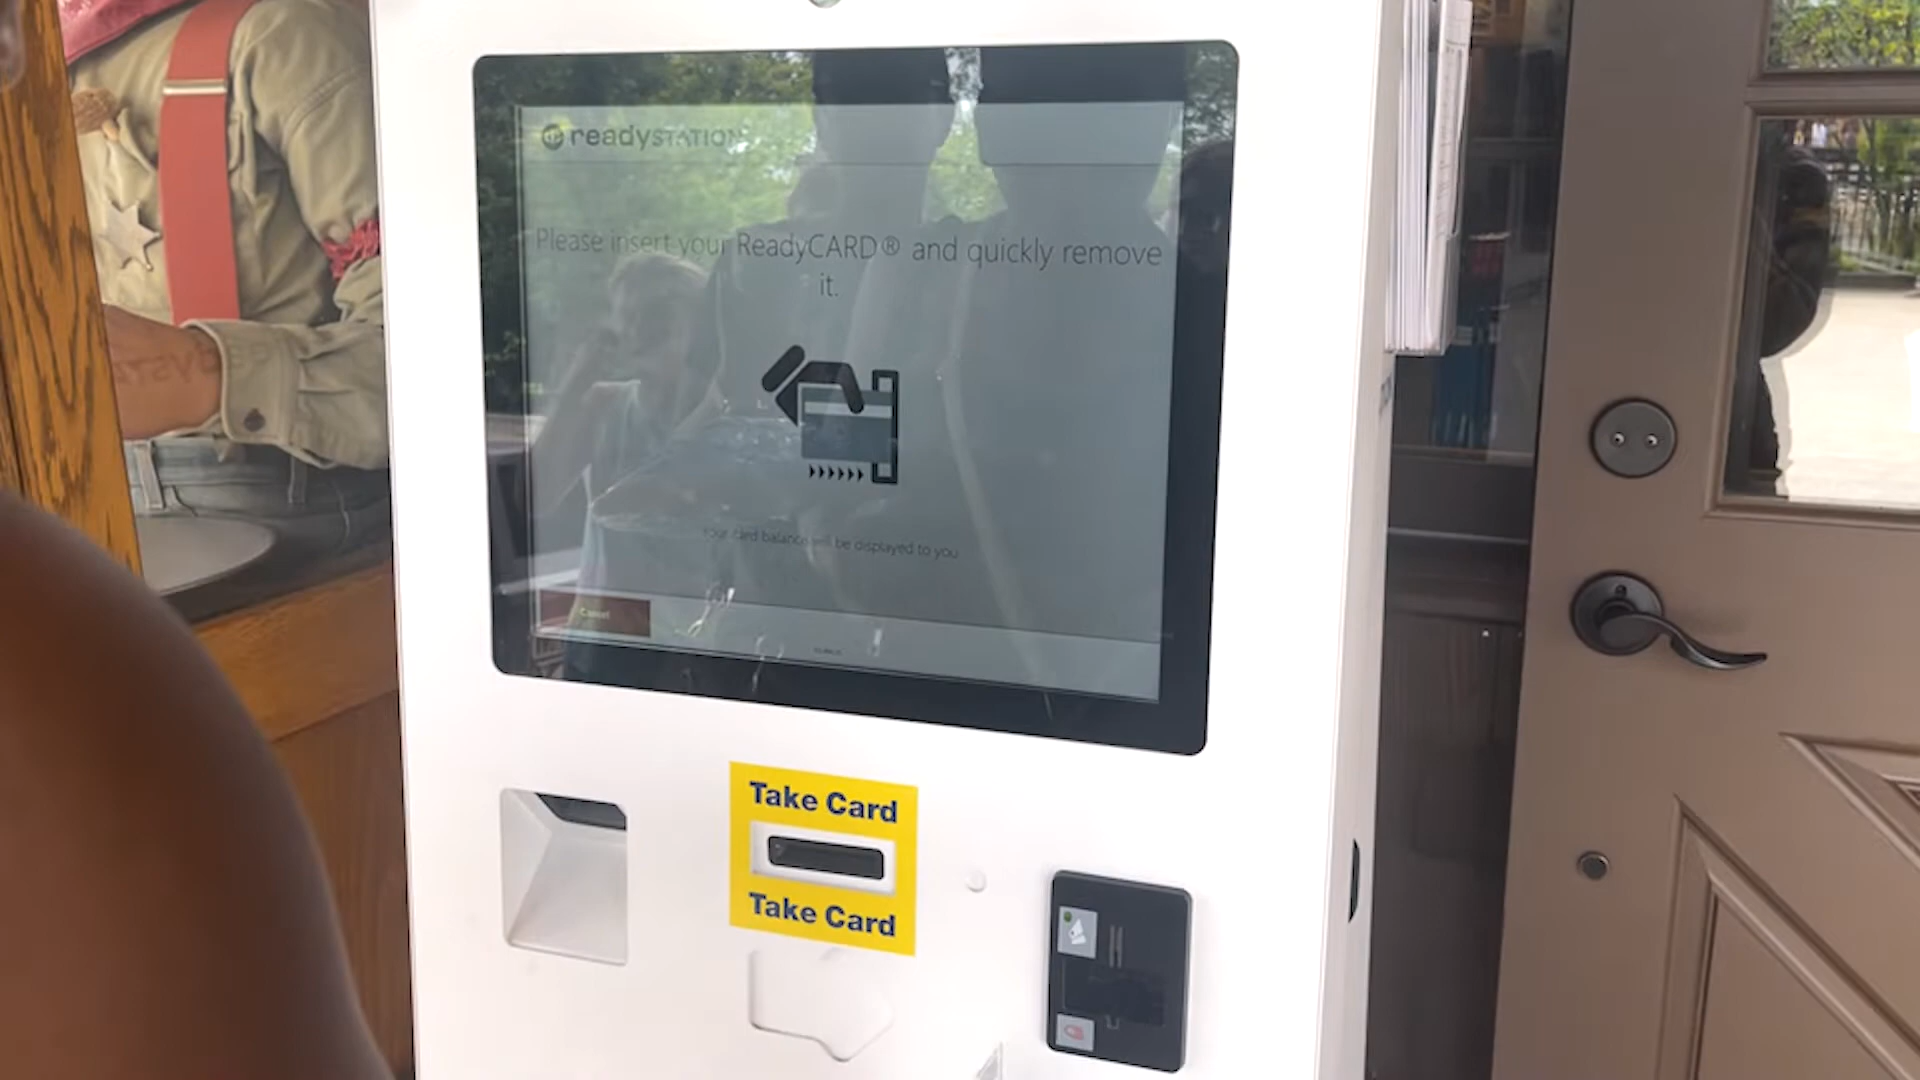 readySTATION
Please insert your ReadyCARD® and quickly remove
it.
Your card balance will be displayed to you
Cancel
Take Card
Take Card